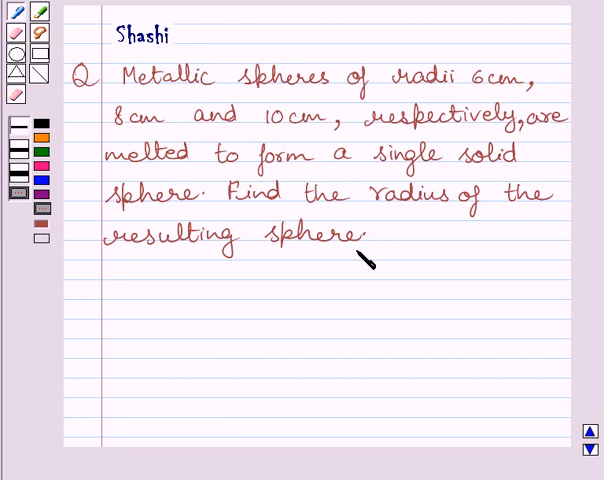 Shashi
Q Metallic spheres of radii 6cm,
8cm and 10cm, respectively, are
melted to form a single solid
sphere. Find the radius of the
resulting sphere.